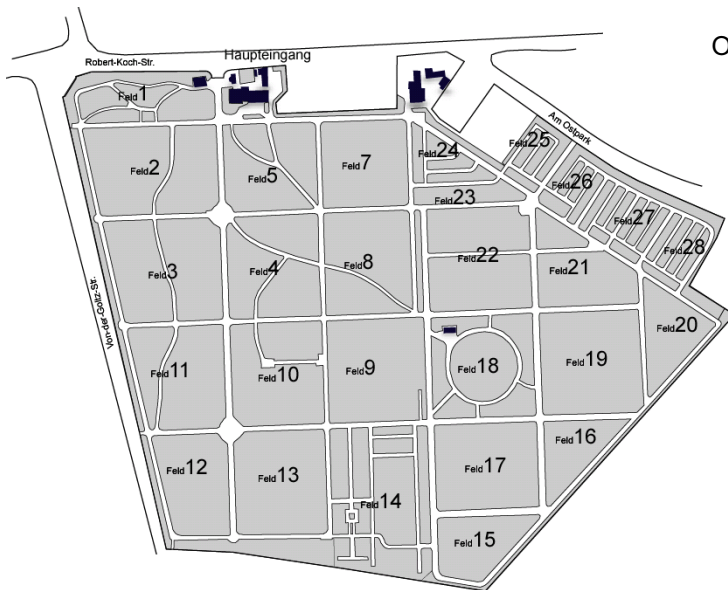 O
Robert-Koch-Str.
Haupteingang
Am Ostpark
Von-der-Goltz-Str.
Feld 1
Feld 2
Feld 3
Feld 4
Feld 5
Feld 7
Feld 8
Feld 9
Feld 10
Feld 11
Feld 12
Feld 13
Feld 14
Feld 15
Feld 16
Feld 17
Feld 18
Feld 19
Feld 20
Feld 21
Feld 22
Feld 23
Feld 24
Feld 25
Feld 26
Feld 27
Feld 28